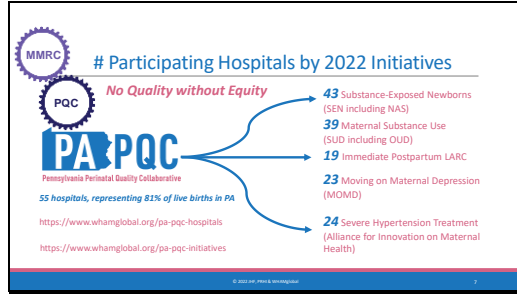 MMRC
# Participating Hospitals by 2022 Initiatives
PQC
No Quality without Equity
PA PQC
Pennsylvania Perinatal Quality Collaborative
55 hospitals, representing 81% of live births in PA
https://www.whamglobal.org/pa-pqc-hospitals
https://www.whamglobal.org/pa-pqc-initiatives
43 Substance-Exposed Newborns
(SEN including NAS)
39 Maternal Substance Use
(SUD including OUD)
19 Immediate Postpartum LARC
23 Moving on Maternal Depression
(MOMD)
24 Severe Hypertension Treatment
(Alliance for Innovation on Maternal
Health)
7